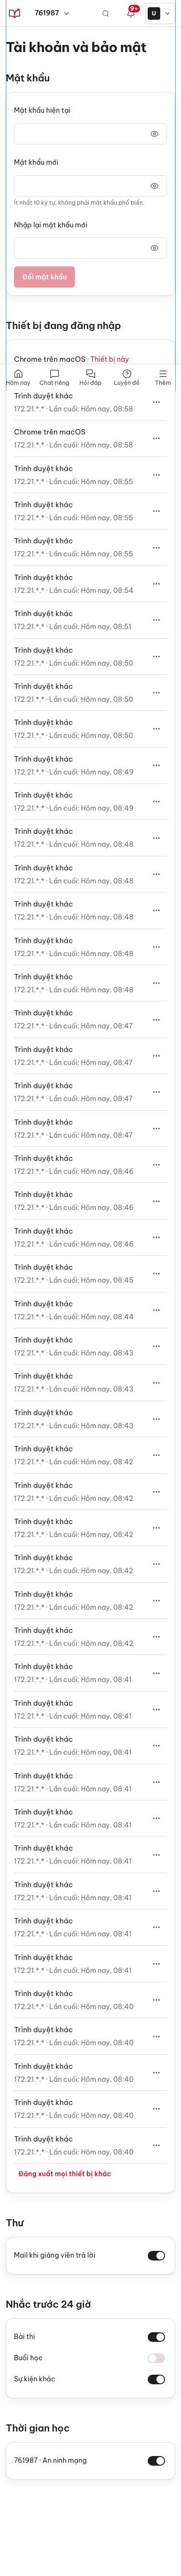 761987
9+
U
Tài khoản và bảo mật
Mật khẩu
Mật khẩu hiện tại
Mật khẩu mới
Ít nhất 10 ký tự, không phải mật khẩu phổ biến.
Nhập lại mật khẩu mới
Đổi mật khẩu
Thiết bị đang đăng nhập
Chrome trên macOS · Thiết bị này
Hôm nay
Chat riêng
Hỏi đáp
Luyện đề
Thêm
Trình duyệt khác
172.21.*.* · Lần cuối: Hôm nay, 08:58
Chrome trên macOS
172.21.*.* · Lần cuối: Hôm nay, 08:58
Trình duyệt khác
172.21.*.* · Lần cuối: Hôm nay, 08:55
Trình duyệt khác
172.21.*.* · Lần cuối: Hôm nay, 08:55
Trình duyệt khác
172.21.*.* · Lần cuối: Hôm nay, 08:55
Trình duyệt khác
172.21.*.* · Lần cuối: Hôm nay, 08:54
Trình duyệt khác
172.21.*.* · Lần cuối: Hôm nay, 08:51
Trình duyệt khác
172.21.*.* · Lần cuối: Hôm nay, 08:50
Trình duyệt khác
172.21.*.* · Lần cuối: Hôm nay, 08:50
Trình duyệt khác
172.21.*.* · Lần cuối: Hôm nay, 08:50
Trình duyệt khác
172.21.*.* · Lần cuối: Hôm nay, 08:49
Trình duyệt khác
172.21.*.* · Lần cuối: Hôm nay, 08:49
Trình duyệt khác
172.21.*.* · Lần cuối: Hôm nay, 08:48
Trình duyệt khác
172.21.*.* · Lần cuối: Hôm nay, 08:48
Trình duyệt khác
172.21.*.* · Lần cuối: Hôm nay, 08:48
Trình duyệt khác
172.21.*.* · Lần cuối: Hôm nay, 08:48
Trình duyệt khác
172.21.*.* · Lần cuối: Hôm nay, 08:48
Trình duyệt khác
172.21.*.* · Lần cuối: Hôm nay, 08:47
Trình duyệt khác
172.21.*.* · Lần cuối: Hôm nay, 08:47
Trình duyệt khác
172.21.*.* · Lần cuối: Hôm nay, 08:47
Trình duyệt khác
172.21.*.* · Lần cuối: Hôm nay, 08:47
Trình duyệt khác
172.21.*.* · Lần cuối: Hôm nay, 08:46
Trình duyệt khác
172.21.*.* · Lần cuối: Hôm nay, 08:46
Trình duyệt khác
172.21.*.* · Lần cuối: Hôm nay, 08:46
Trình duyệt khác
172.21.*.* · Lần cuối: Hôm nay, 08:45
Trình duyệt khác
172.21.*.* · Lần cuối: Hôm nay, 08:44
Trình duyệt khác
172.21.*.* · Lần cuối: Hôm nay, 08:43
Trình duyệt khác
172.21.*.* · Lần cuối: Hôm nay, 08:43
Trình duyệt khác
172.21.*.* · Lần cuối: Hôm nay, 08:43
Trình duyệt khác
172.21.*.* · Lần cuối: Hôm nay, 08:42
Trình duyệt khác
172.21.*.* · Lần cuối: Hôm nay, 08:42
Trình duyệt khác
172.21.*.* · Lần cuối: Hôm nay, 08:42
Trình duyệt khác
172.21.*.* · Lần cuối: Hôm nay, 08:42
Trình duyệt khác
172.21.*.* · Lần cuối: Hôm nay, 08:42
Trình duyệt khác
172.21.*.* · Lần cuối: Hôm nay, 08:42
Trình duyệt khác
172.21.*.* · Lần cuối: Hôm nay, 08:41
Trình duyệt khác
172.21.*.* · Lần cuối: Hôm nay, 08:41
Trình duyệt khác
172.21.*.* · Lần cuối: Hôm nay, 08:41
Trình duyệt khác
172.21.*.* · Lần cuối: Hôm nay, 08:41
Trình duyệt khác
172.21.*.* · Lần cuối: Hôm nay, 08:41
Trình duyệt khác
172.21.*.* · Lần cuối: Hôm nay, 08:41
Trình duyệt khác
172.21.*.* · Lần cuối: Hôm nay, 08:41
Trình duyệt khác
172.21.*.* · Lần cuối: Hôm nay, 08:41
Trình duyệt khác
172.21.*.* · Lần cuối: Hôm nay, 08:41
Trình duyệt khác
172.21.*.* · Lần cuối: Hôm nay, 08:40
Trình duyệt khác
172.21.*.* · Lần cuối: Hôm nay, 08:40
Trình duyệt khác
172.21.*.* · Lần cuối: Hôm nay, 08:40
Trình duyệt khác
172.21.*.* · Lần cuối: Hôm nay, 08:40
Trình duyệt khác
172.21.*.* · Lần cuối: Hôm nay, 08:40
Đăng xuất mọi thiết bị khác
Thư
Mail khi giảng viên trả lời
Nhắc trước 24 giờ
Bài thi
Buổi học
Sự kiện khác
Thời gian học
761987 · An ninh mạng